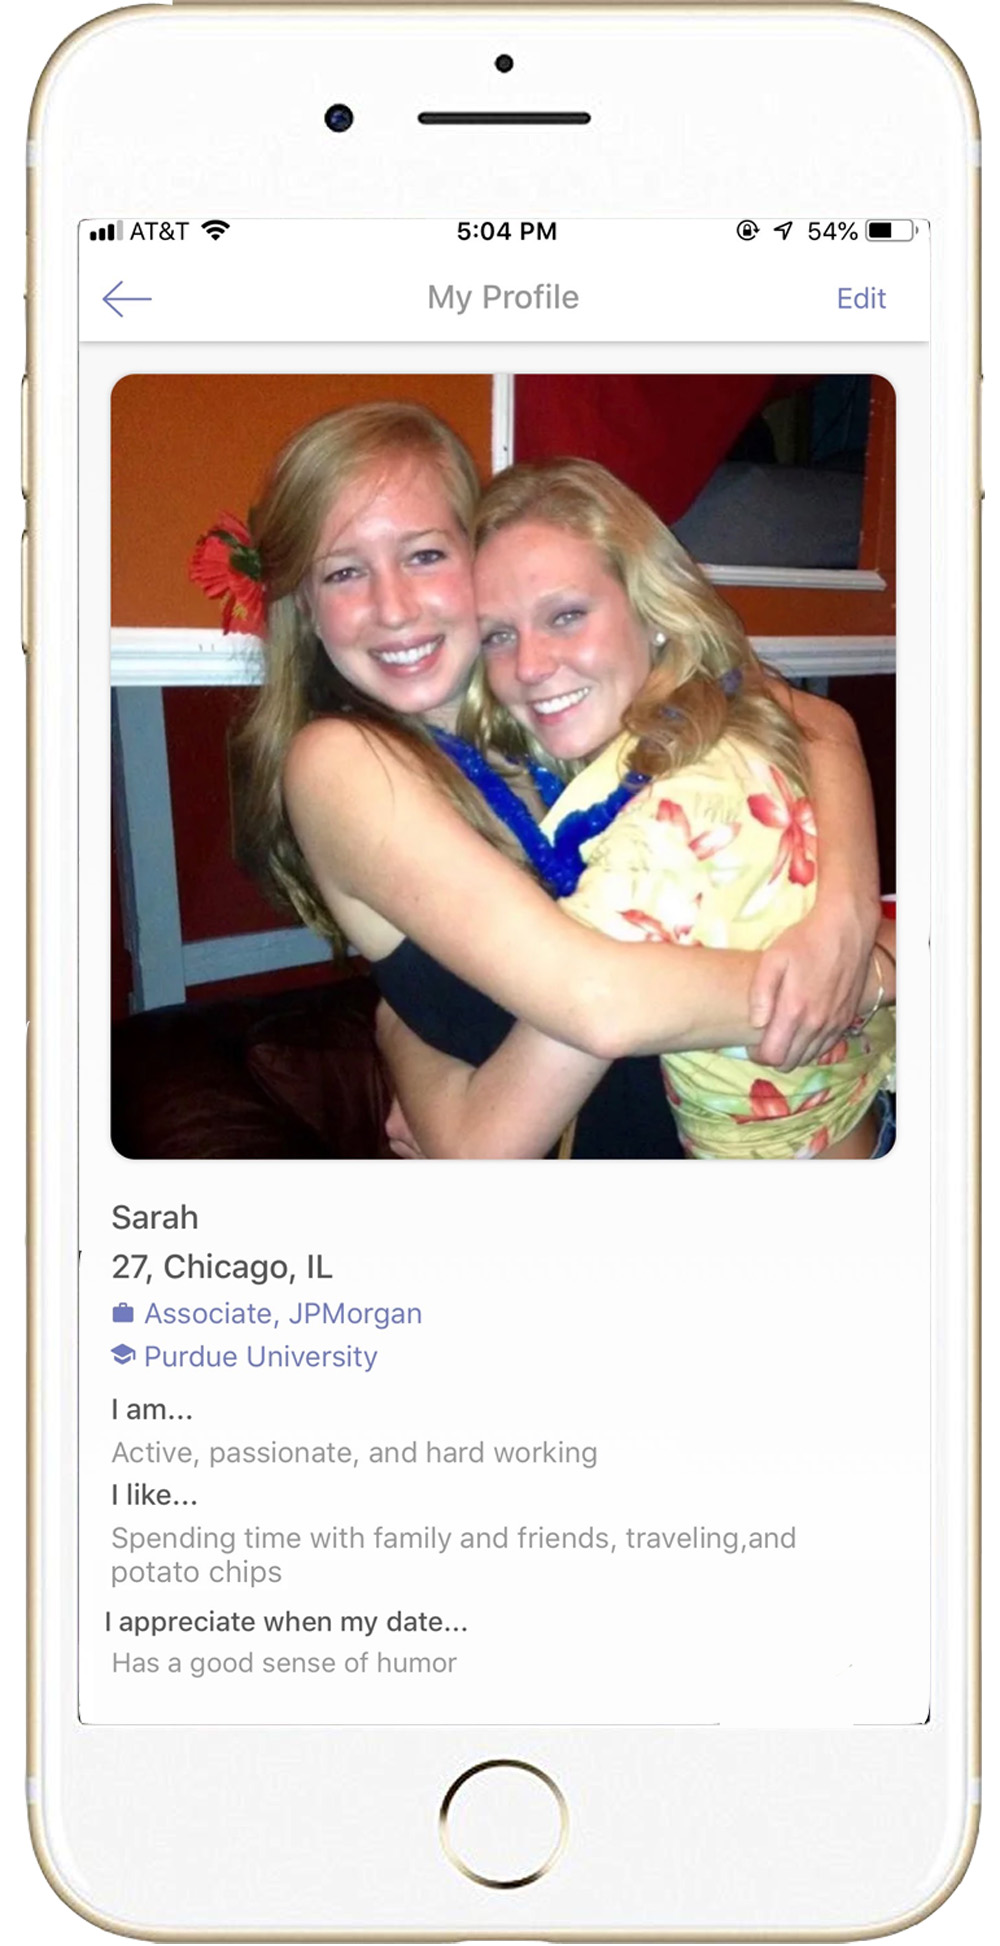 AT&T 5:04 PM 54%
My Profile Edit
Sarah
27, Chicago, IL
Associate, JPMorgan
Purdue University
I am...
Active, passionate, and hard working
I like...
Spending time with family and friends, traveling,and
potato chips
I appreciate when my date...
Has a good sense of humor